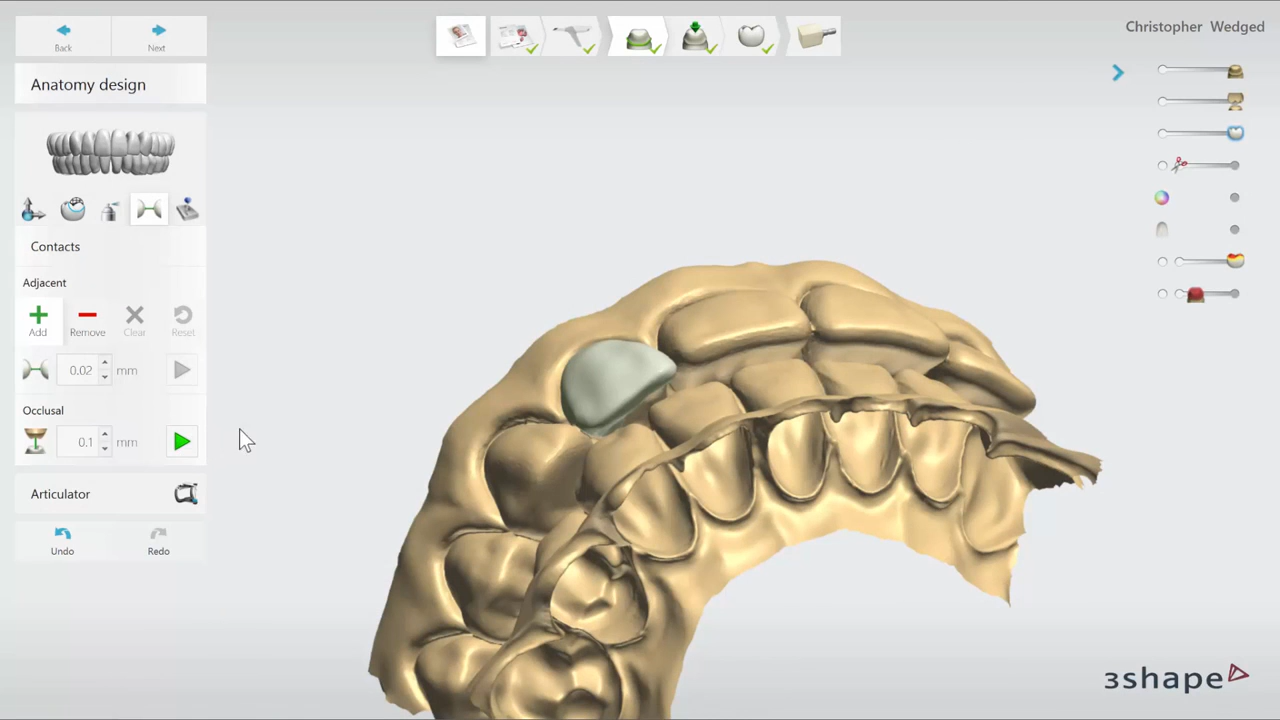 Christopher Wedged
Back
Next
Anatomy design
Contacts
Adjacent
Add
Remove
Clear
Reset
0.02 mm
Occlusal
0.1 mm
Articulator
Undo
Redo
3shape